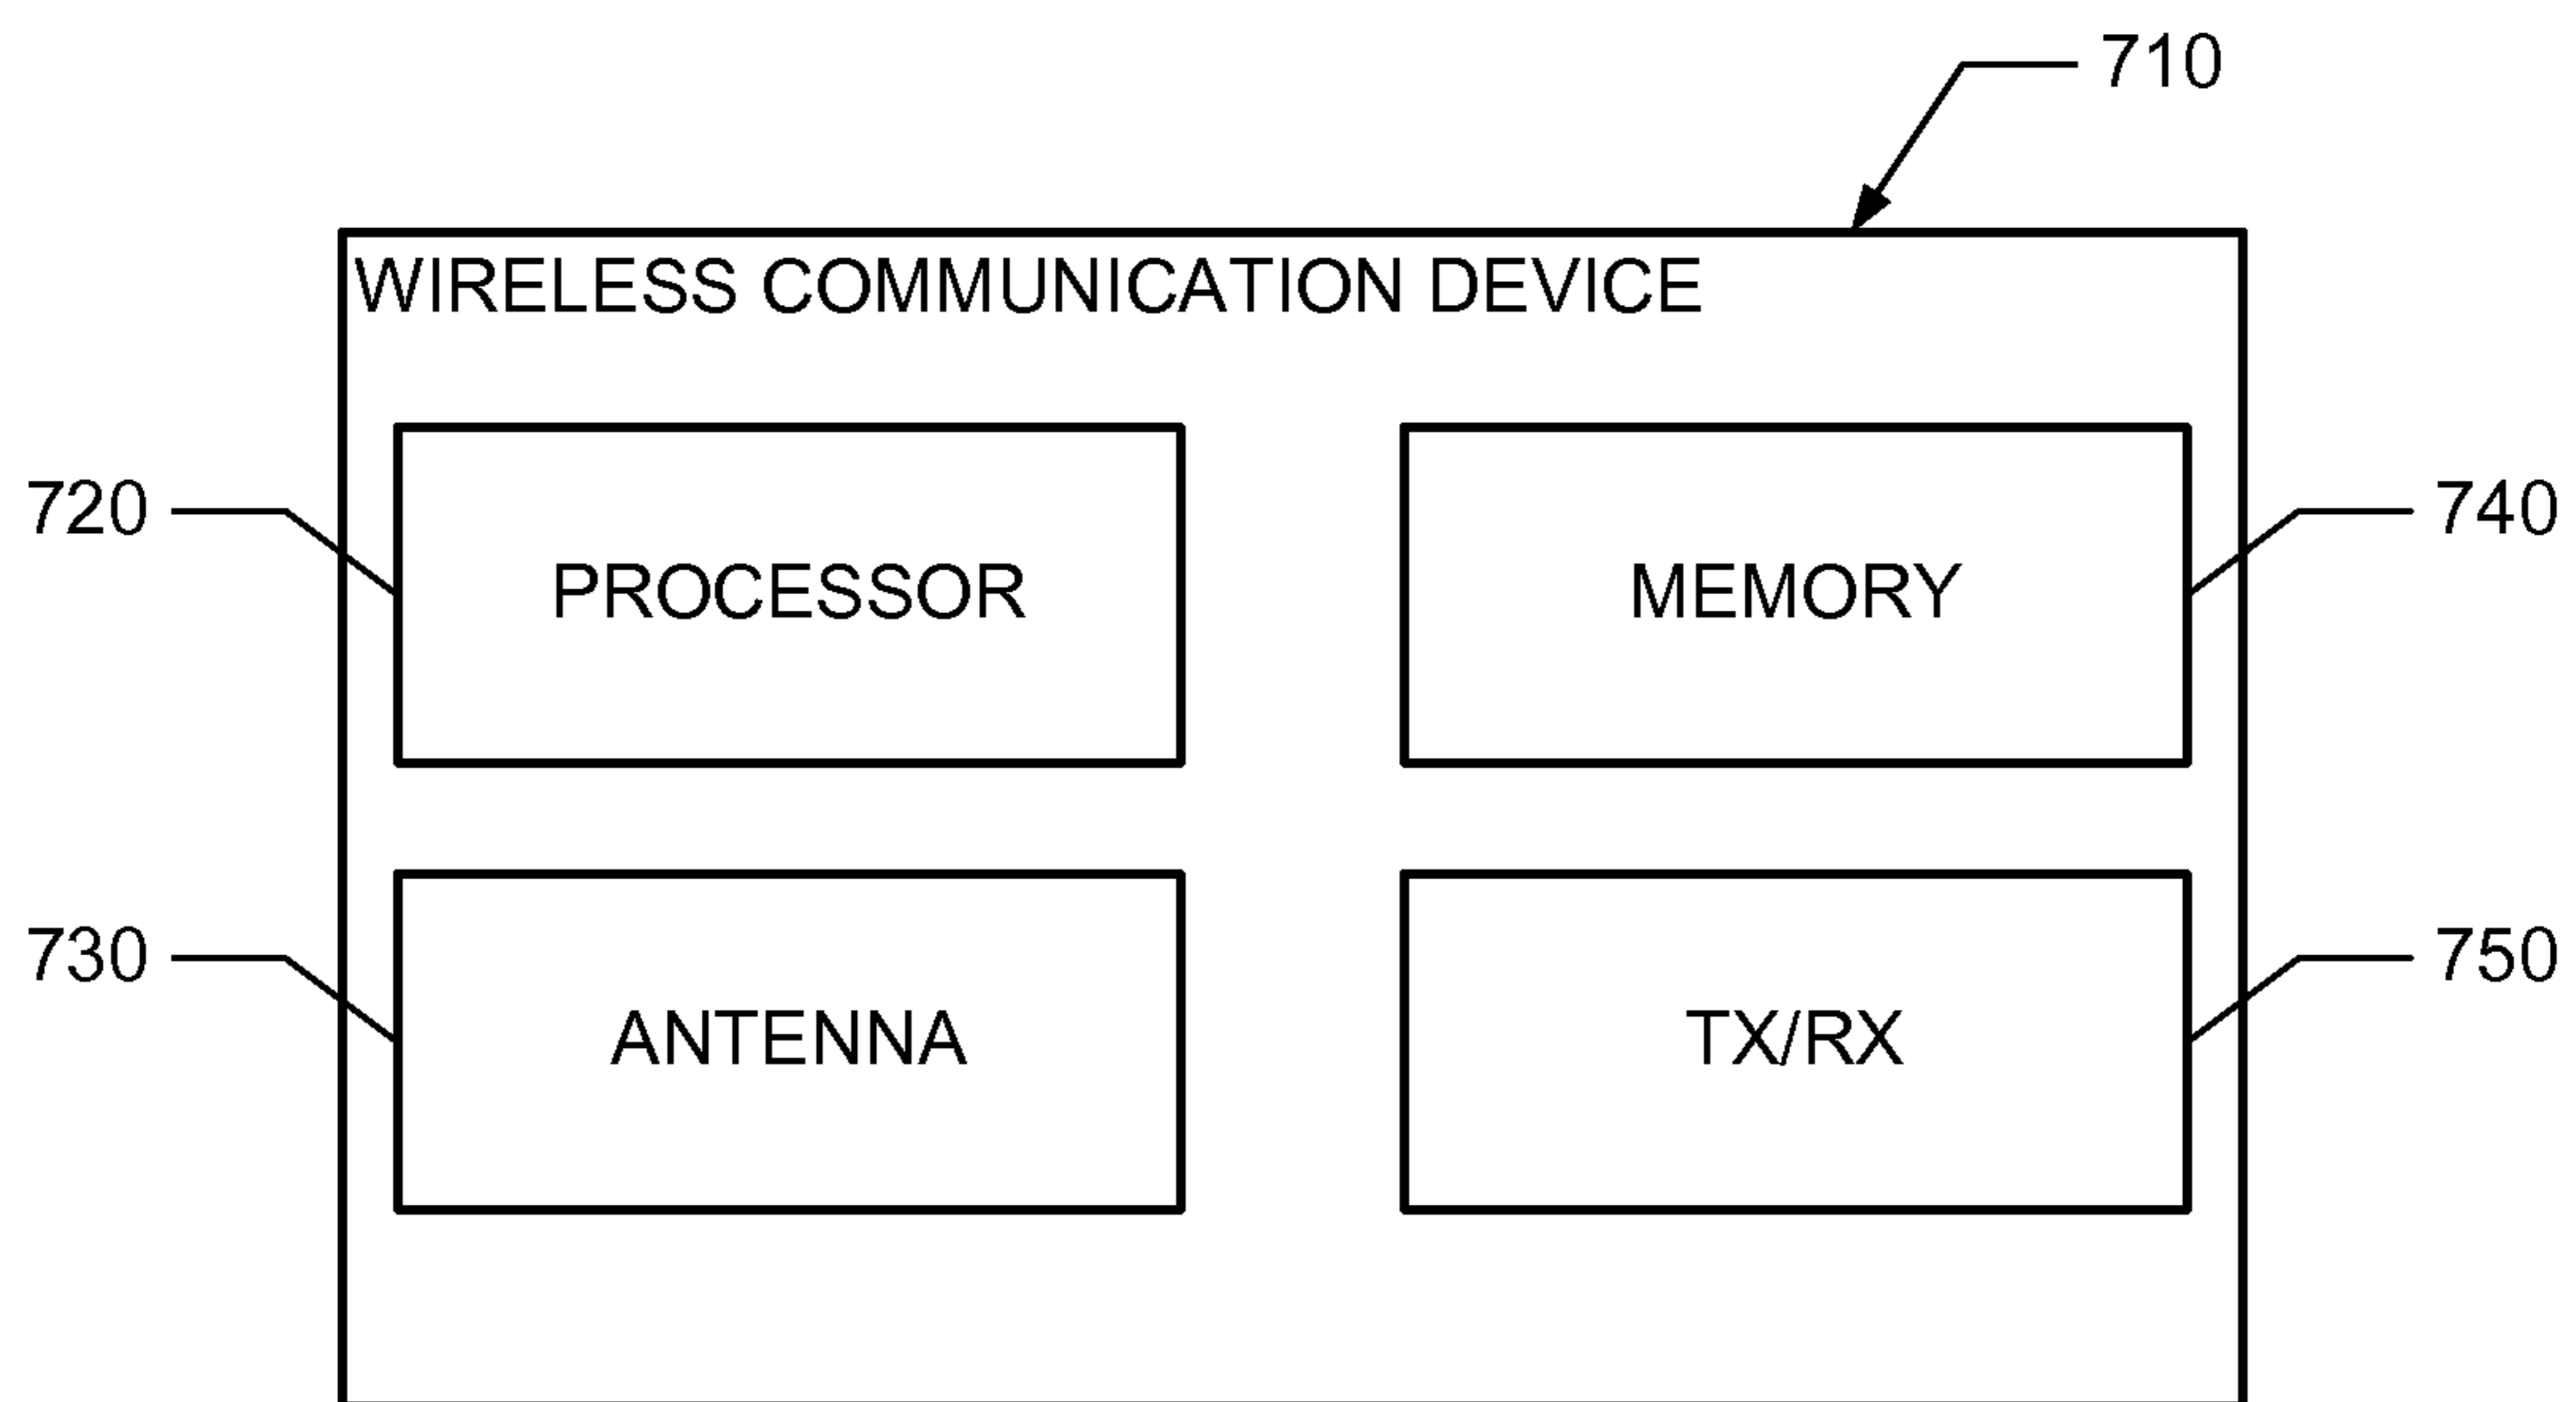 710
WIRELESS COMMUNICATION DEVICE
720
PROCESSOR
MEMORY
740
730
ANTENNA
TX/RX
750